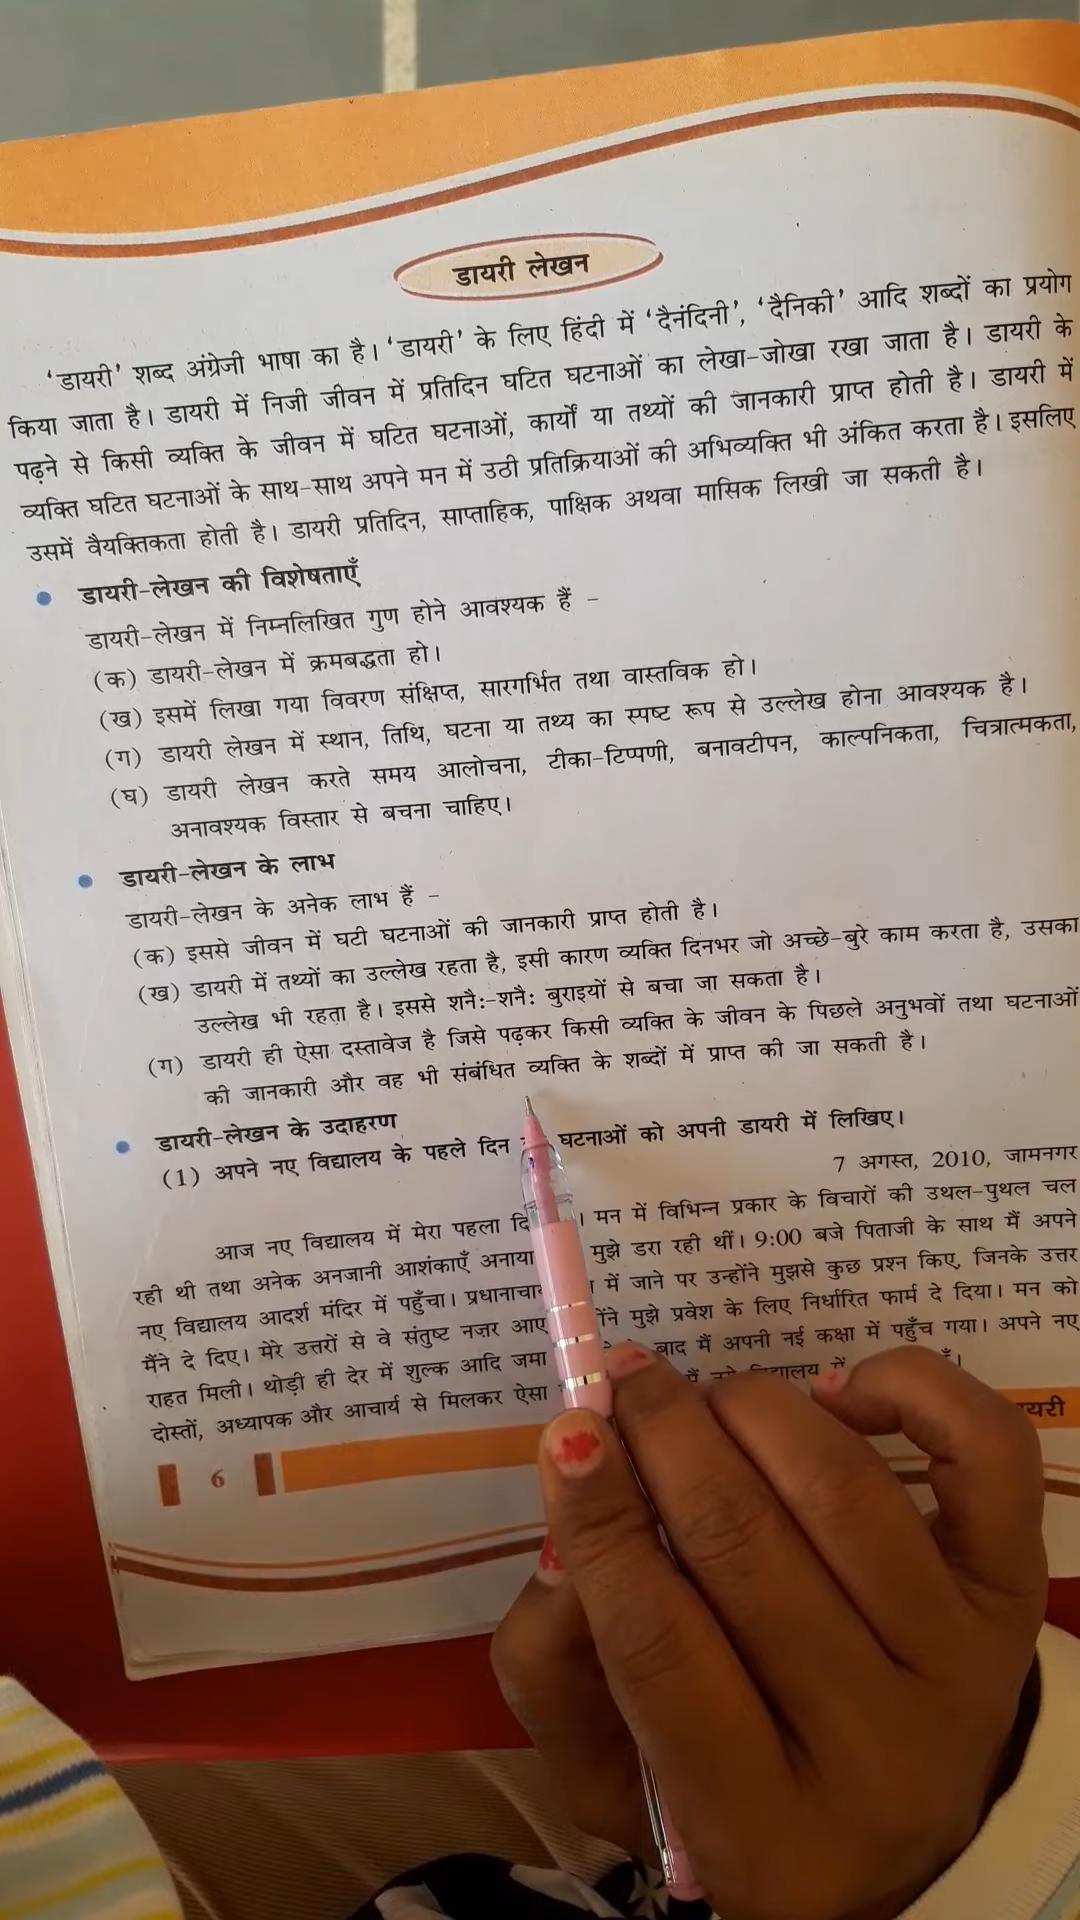 डायरी लेखन
'डायरी' शब्द अंग्रेजी भाषा का है। 'डायरी' के लिए हिंदी में 'दैनंदिनी', 'दैनिकी' आदि शब्दों का प्रयोग
किया जाता है। डायरी में निजी जीवन में प्रतिदिन घटित घटनाओं का लेखा-जोखा रखा जाता है। डायरी के
पढ़ने से किसी व्यक्ति के जीवन में घटित घटनाओं, कार्यों या तथ्यों की जानकारी प्राप्त होती है। डायरी में
व्यक्ति घटित घटनाओं के साथ-साथ अपने मन में उठी प्रतिक्रियाओं की अभिव्यक्ति भी अंकित करता है। इसलिए
उसमें वैयक्तिकता होती है। डायरी प्रतिदिन, साप्ताहिक, पाक्षिक अथवा मासिक लिखी जा सकती है।
• डायरी-लेखन की विशेषताएँ
डायरी-लेखन में निम्नलिखित गुण होने आवश्यक हैं -
(क) डायरी-लेखन में क्रमबद्धता हो।
(ख) इसमें लिखा गया विवरण संक्षिप्त, सारगर्भित तथा वास्तविक हो।
(ग) डायरी लेखन में स्थान, तिथि, घटना या तथ्य का स्पष्ट रूप से उल्लेख होना आवश्यक है।
(घ) डायरी लेखन करते समय आलोचना, टीका-टिप्पणी, बनावटीपन, काल्पनिकता, चित्रात्मकता,
अनावश्यक विस्तार से बचना चाहिए।
• डायरी-लेखन के लाभ
डायरी-लेखन के अनेक लाभ हैं -
(क) इससे जीवन में घटी घटनाओं की जानकारी प्राप्त होती है।
(ख) डायरी में तथ्यों का उल्लेख रहता है, इसी कारण व्यक्ति दिनभर जो अच्छे-बुरे काम करता है, उसका
उल्लेख भी रहता है। इससे शनै:-शनै: बुराइयों से बचा जा सकता है।
(ग) डायरी ही ऐसा दस्तावेज है जिसे पढ़कर किसी व्यक्ति के जीवन के पिछले अनुभवों तथा घटनाओं
की जानकारी और वह भी संबंधित व्यक्ति के शब्दों में प्राप्त की जा सकती है।
• डायरी-लेखन के उदाहरण
(1) अपने नए विद्यालय के पहले दिन घटनाओं को अपनी डायरी में लिखिए।
7 अगस्त, 2010, जामनगर
आज नए विद्यालय में मेरा पहला मन में विभिन्न प्रकार के विचारों की उथल-पुथल चल
रही थी तथा अनेक अनजानी आशंकाएँ मुझे डरा रही थीं। 9:00 बजे पिताजी के साथ मैं अपने
नए विद्यालय आदर्श मंदिर में पहुँचा। में जाने पर उन्होंने मुझसे कुछ प्रश्न किए, जिनके उत्तर
मैंने दे दिए। मेरे उत्तरों से वे संतुष्ट नज़र मुझे प्रवेश के लिए निर्धारित फार्म दे दिया। मन को
राहत मिली। थोड़ी ही देर में शुल्क आदि जमा बाद मैं अपनी नई कक्षा में पहुँच गया। अपने नए
दोस्तों, अध्यापक और आचार्य से मिलकर ऐसा
6